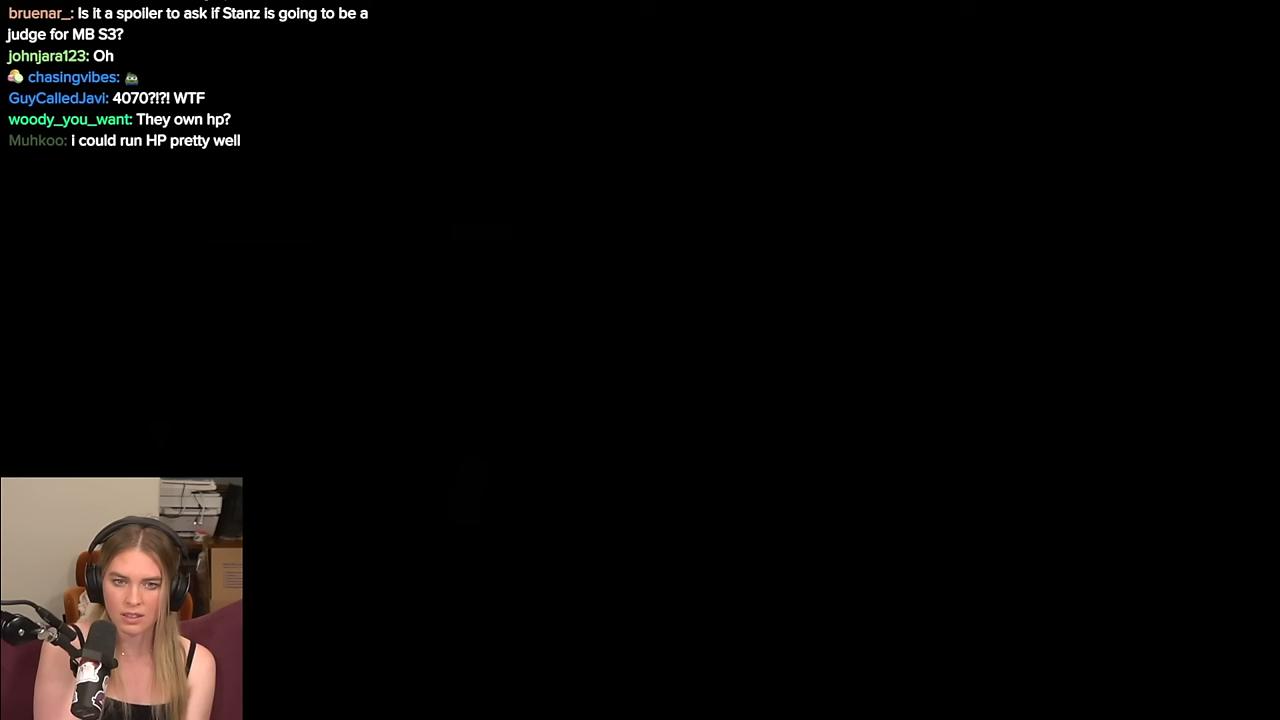 bruenar_: Is it a spoiler to ask if Stanz is going to be a
judge for MB S3?
johnjara123: Oh
chasingvibes:
GuyCalledJavi: 4070?!?! WTF
woody_you_want: They own hp?
Muhkoo: i could run HP pretty well